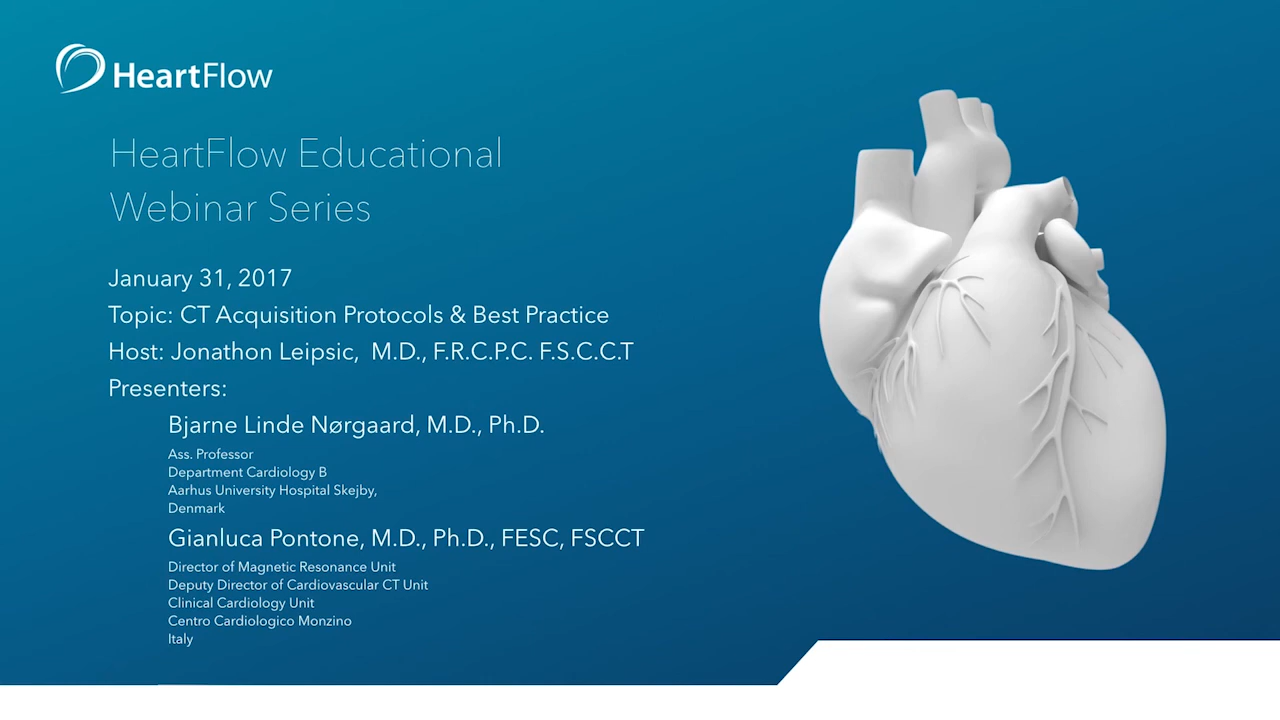 HeartFlow
HeartFlow Educational
Webinar Series
January 31, 2017
Topic: CT Acquisition Protocols & Best Practice
Host: Jonathon Leipsic,  M.D., F.R.C.P.C. F.S.C.C.T
Presenters:
Bjarne Linde Nørgaard, M.D., Ph.D.
Ass. Professor
Department Cardiology B
Aarhus University Hospital Skejby,
Denmark
Gianluca Pontone, M.D., Ph.D., FESC, FSCCT
Director of Magnetic Resonance Unit
Deputy Director of Cardiovascular CT Unit
Clinical Cardiology Unit
Centro Cardiologico Monzino
Italy